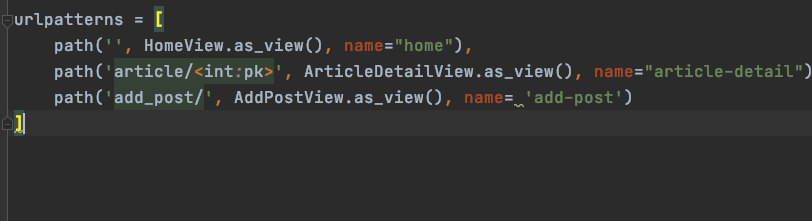 urlpatterns = [
    path('', HomeView.as_view(), name="home"),
    path('article/<int:pk>', ArticleDetailView.as_view(), name="article-detail")
    path('add_post/', AddPostView.as_view(), name= 'add-post')
]